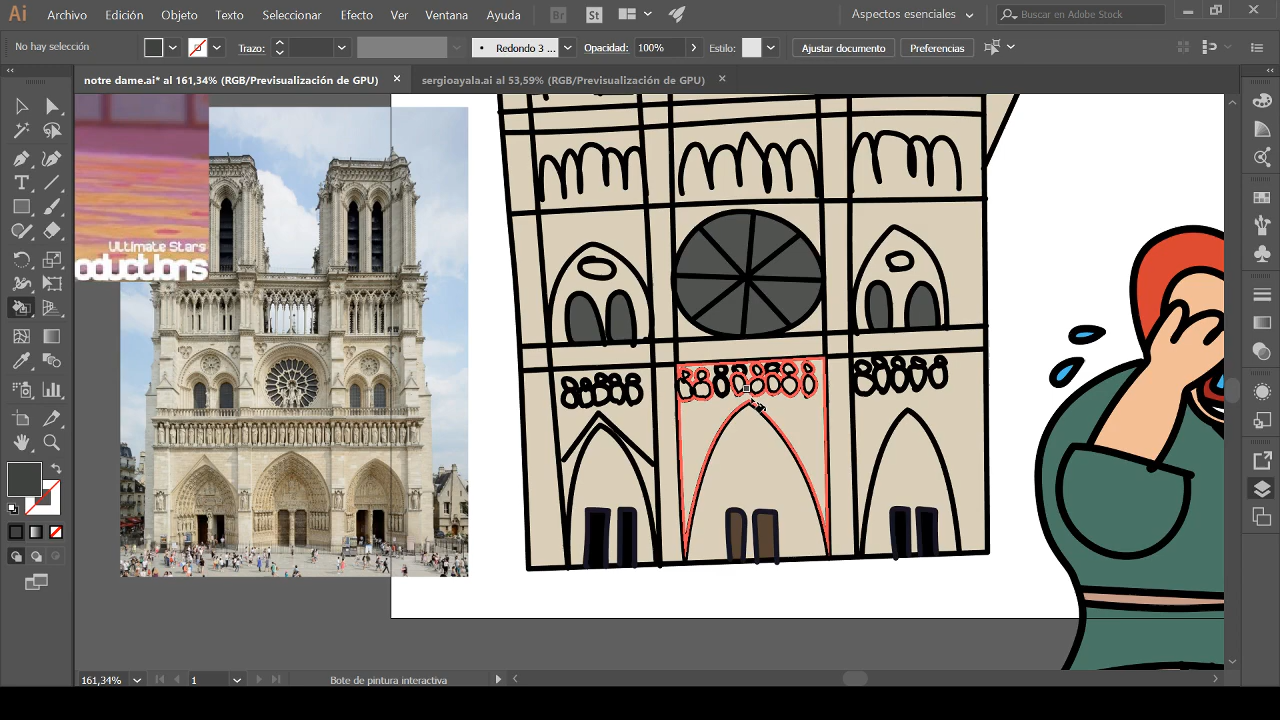 Ai Archivo Edición Objeto Texto Seleccionar Efecto Ver Ventana Ayuda Br St Aspectos esenciales Buscar en Adobe Stock
No hay selección Trazo: Redondo 3 ... Opacidad: 100% Estilo: Ajustar documento Preferencias
notre dame.ai* al 161,34% (RGB/Previsualización de GPU) sergioayala.ai al 53,59% (RGB/Previsualización de GPU)
Ultimate Stars
oductions
161,34% 1 Bote de pintura interactiva